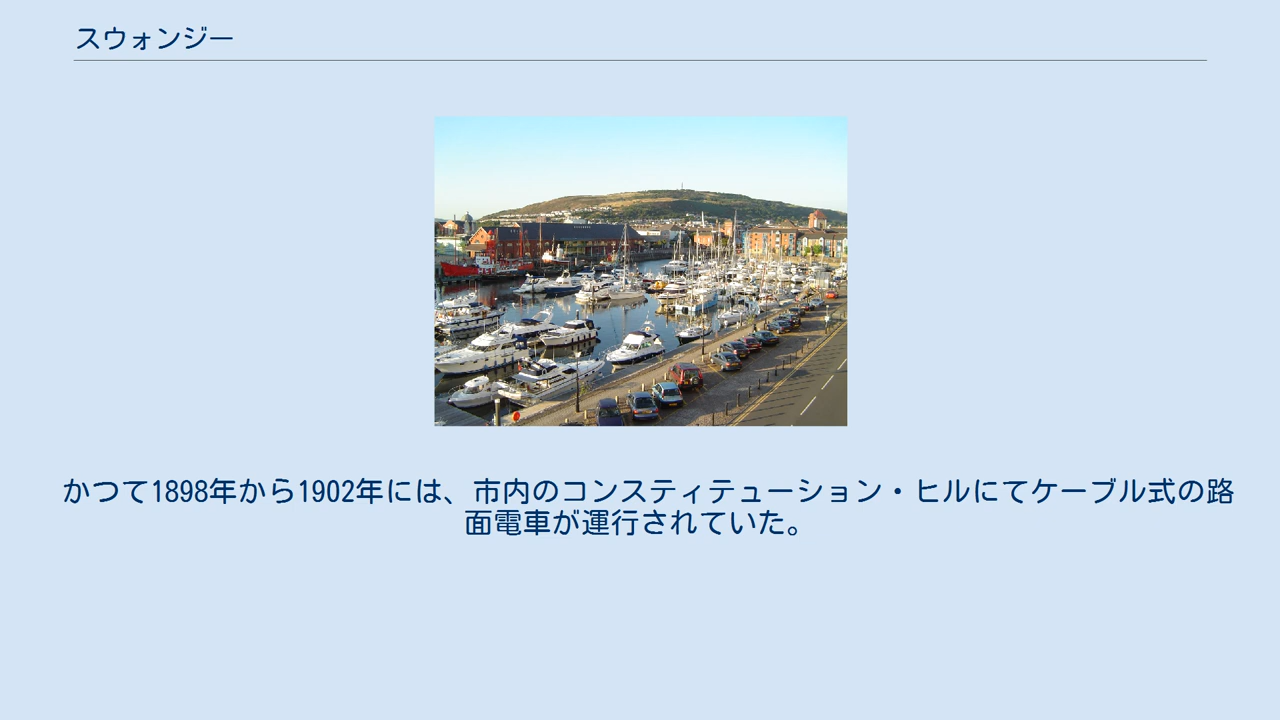 スウォンジー
かつて1898年から1902年には、市内のコンスティテューション・ヒルにてケーブル式の路
面電車が運行されていた。